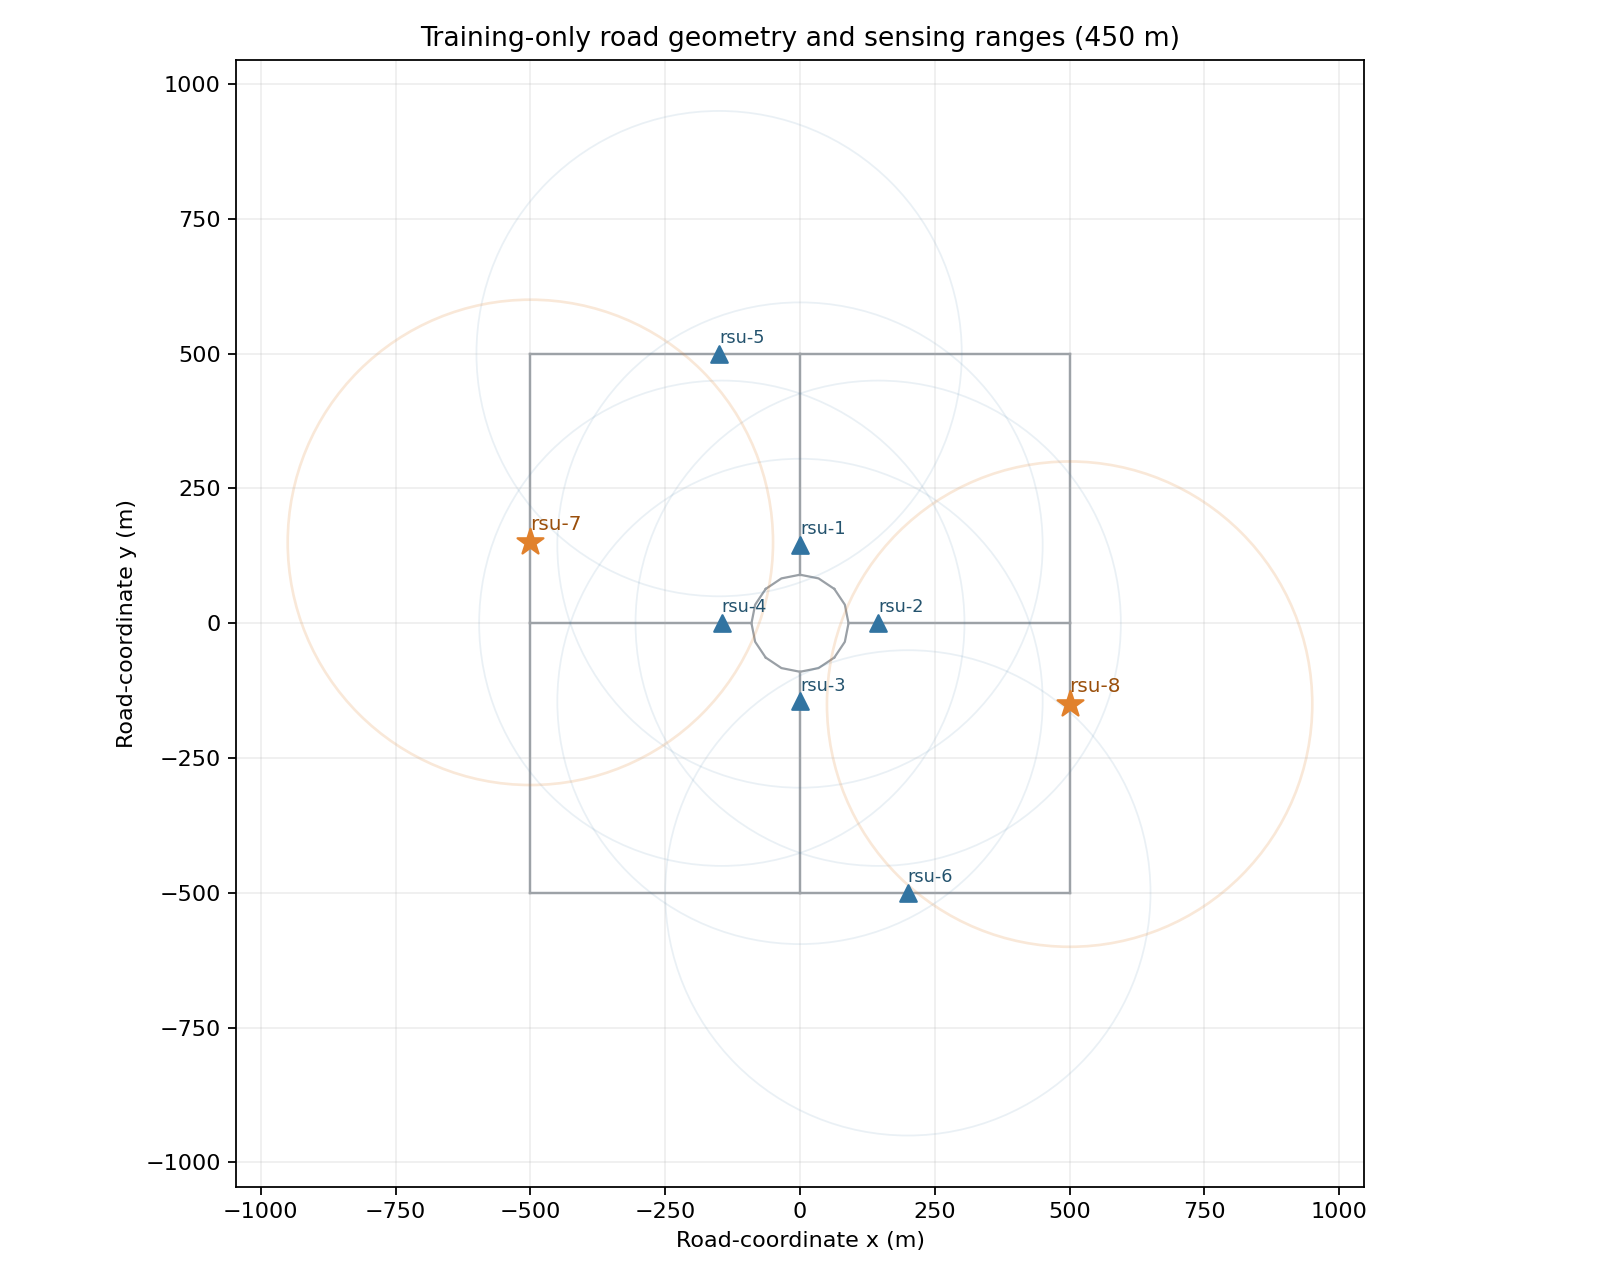 Training-only road geometry and sensing ranges (450 m)
1000
750
500
250
0
−250
−500
−750
−1000
Road-coordinate y (m)
rsu-5
rsu-7
rsu-1
rsu-4
rsu-2
rsu-3
rsu-8
rsu-6
−1000
−750
−500
−250
0
250
500
750
1000
Road-coordinate x (m)